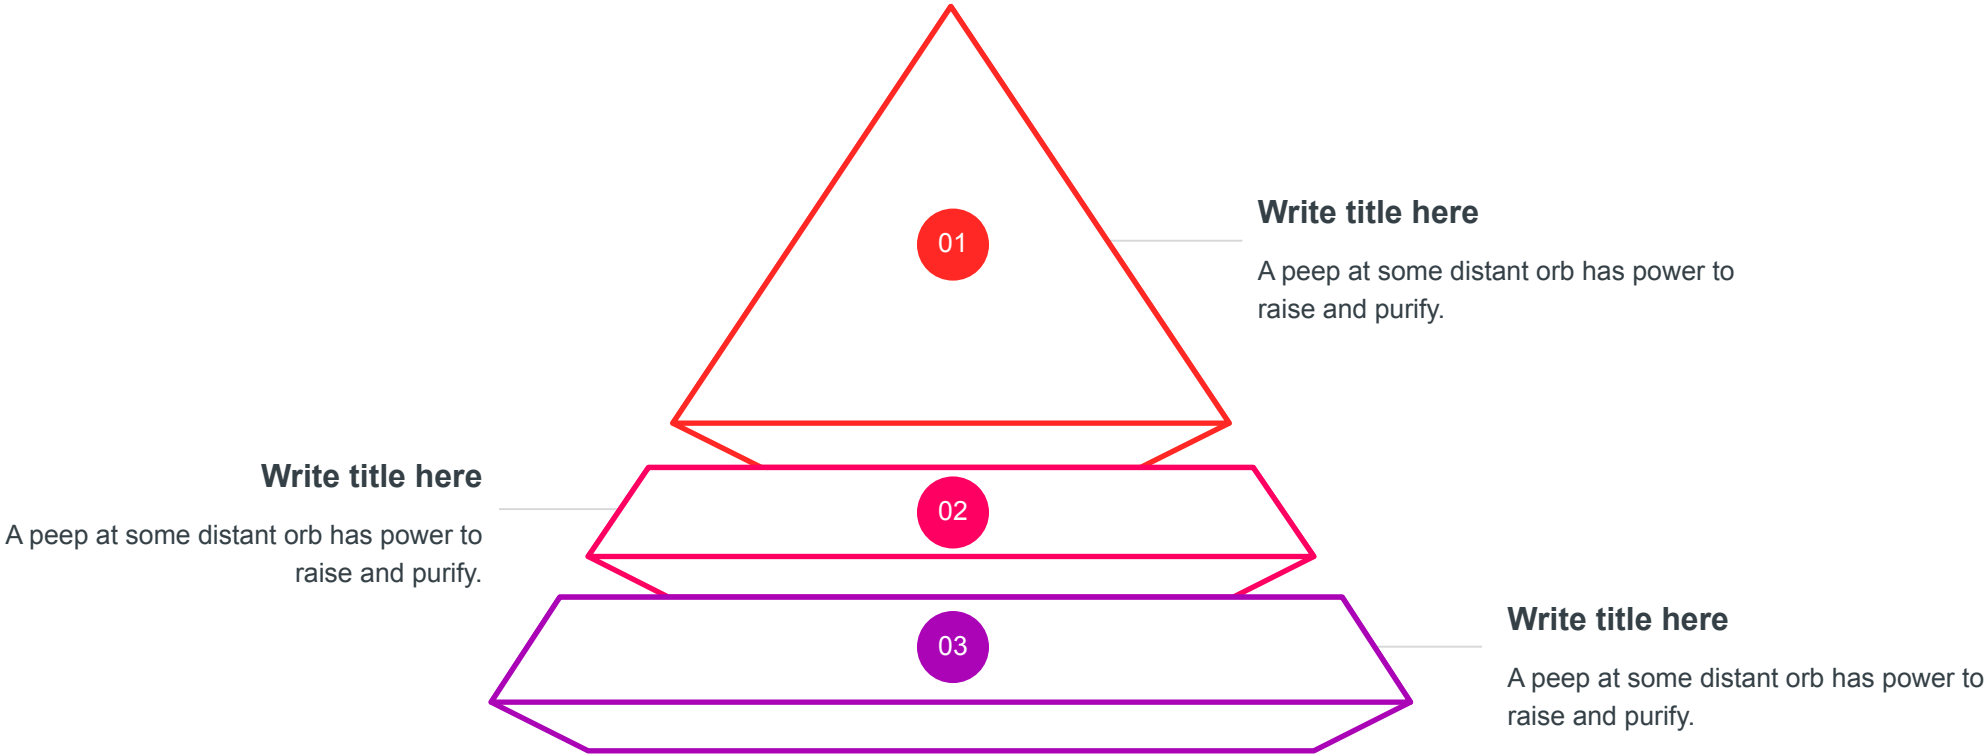 01
Write title here
A peep at some distant orb has power to
raise and purify.
Write title here
A peep at some distant orb has power to
raise and purify.
02
03
Write title here
A peep at some distant orb has power to
raise and purify.